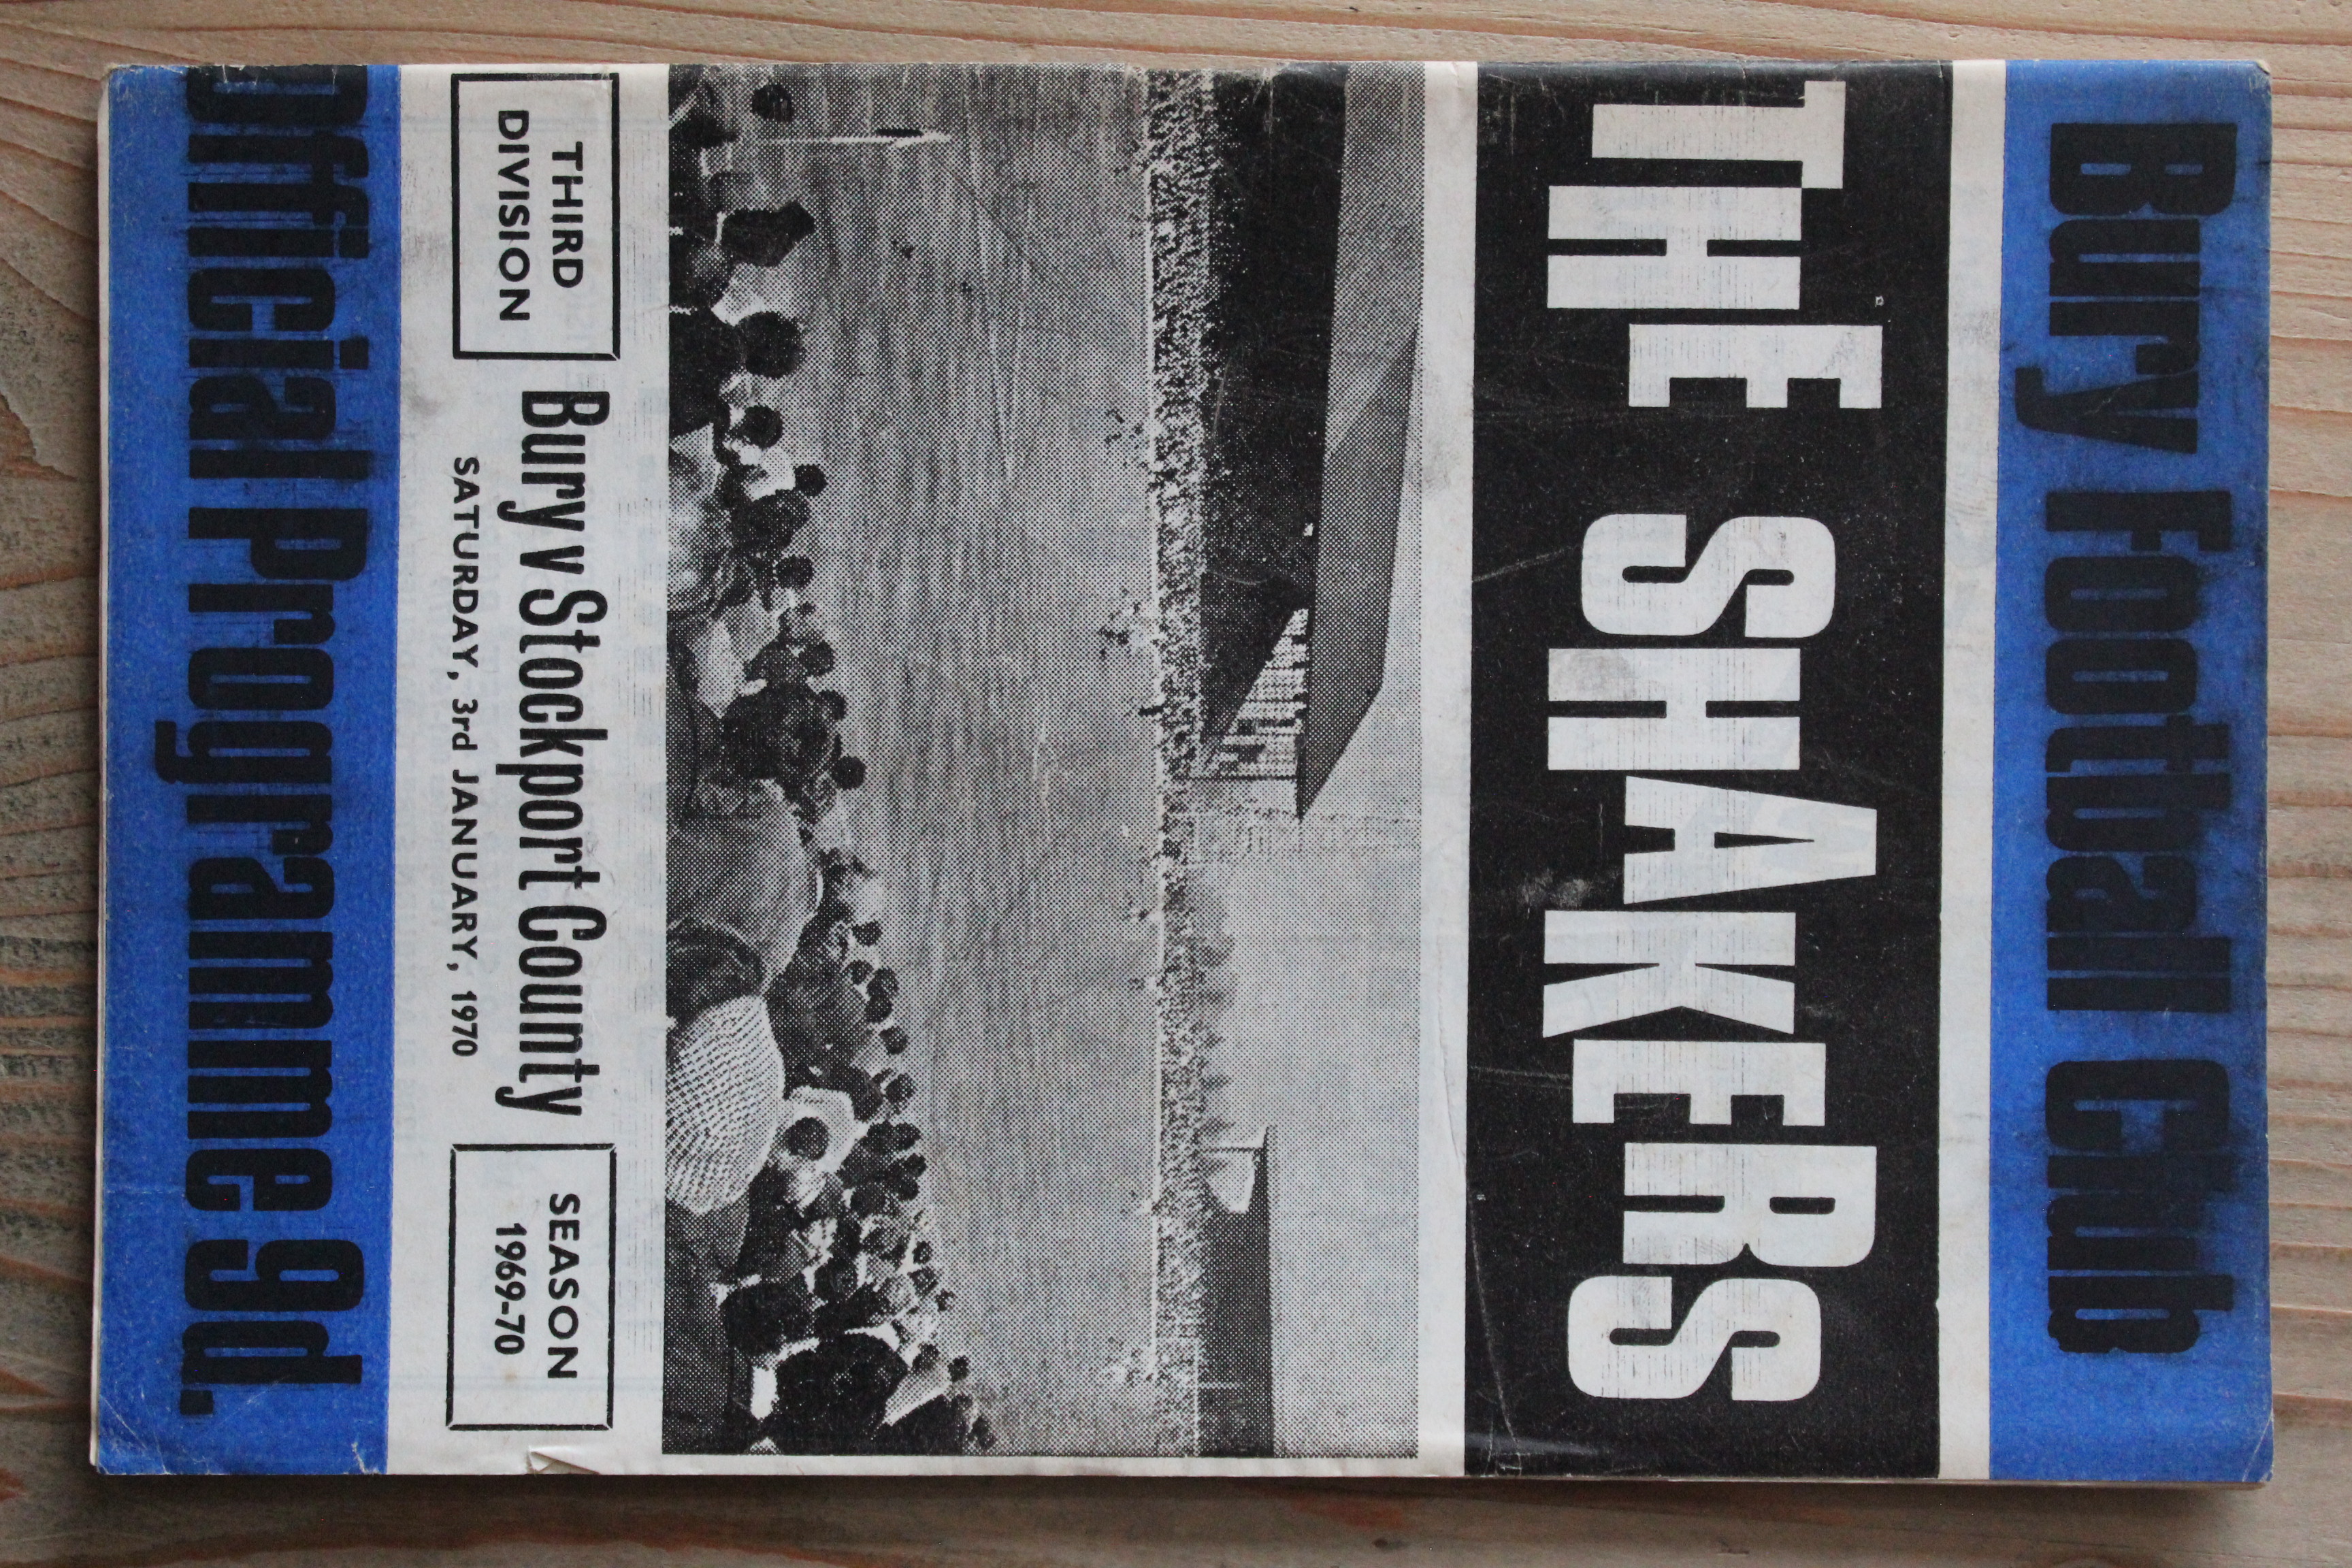 Bury Football Club
THE SHAKERS
THIRD
DIVISION
Bury v Stockport County
SATURDAY, 3rd JANUARY, 1970
SEASON
1969-70
Official Programme 9d.